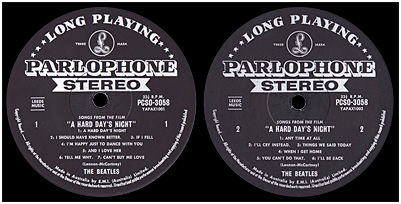 LONG PLAYING
TRADE MARK.
PARLOPHONE
STEREO
LEEDS MUSIC
33⅓ R.P.M.
PCSO-3058
YAPAX1001
SONGS FROM THE FILM
1 "A HARD DAY'S NIGHT" 1
1: A HARD DAY'S NIGHT
2: I SHOULD HAVE KNOWN BETTER. 3: IF I FELL
4: I'M HAPPY JUST TO DANCE WITH YOU
5: AND I LOVE HER
6: TELL ME WHY. 7: CAN'T BUY ME LOVE
(Lennon-McCartney)
THE BEATLES
Made in Australia by E.M.I. (Australia) Limited
LONG PLAYING
TRADE MARK.
PARLOPHONE
STEREO
LEEDS MUSIC
33⅓ R.P.M.
PCSO-3058
YAPAX1002
SONGS FROM THE FILM
2 "A HARD DAY'S NIGHT" 2
1: ANY TIME AT ALL
2: I'LL CRY INSTEAD. 3: THINGS WE SAID TODAY
4: WHEN I GET HOME
5: YOU CAN'T DO THAT. 6: I'LL BE BACK
(Lennon-McCartney)
THE BEATLES
Made in Australia by E.M.I. (Australia) Limited